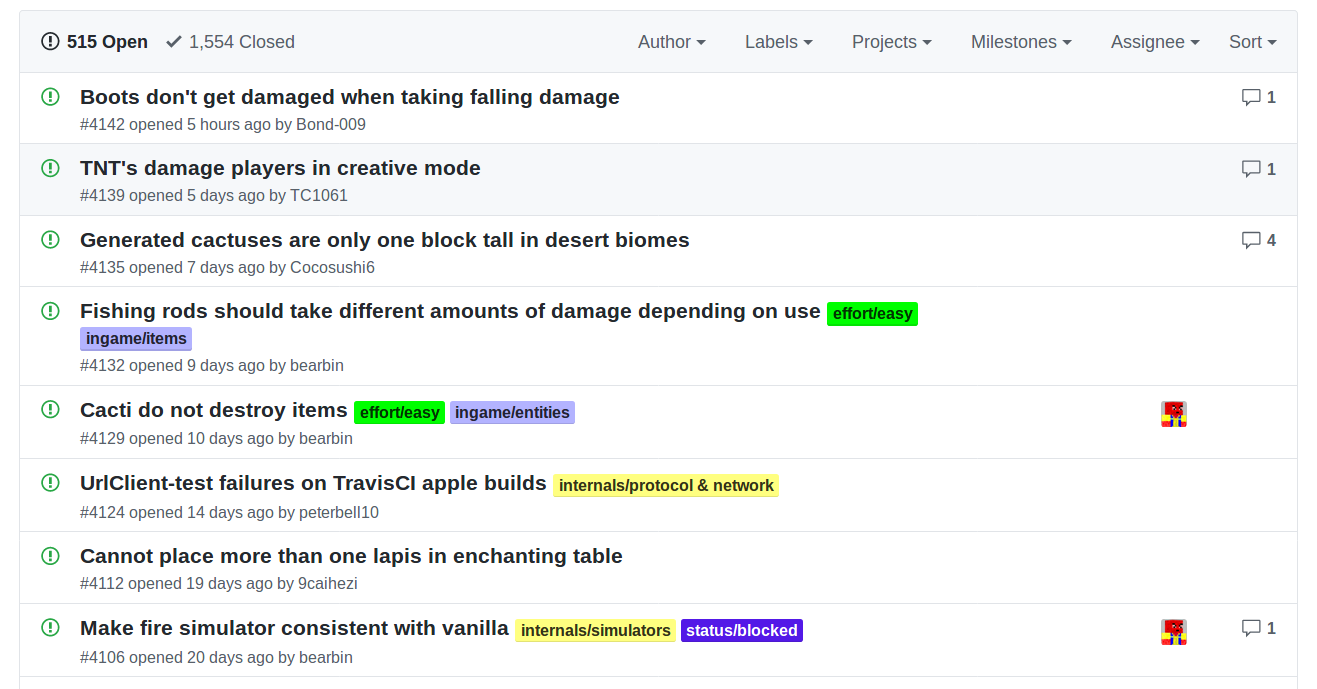 515 Open 1,554 Closed Author Labels Projects Milestones Assignee Sort
Boots don't get damaged when taking falling damage 1
#4142 opened 5 hours ago by Bond-009
TNT's damage players in creative mode 1
#4139 opened 5 days ago by TC1061
Generated cactuses are only one block tall in desert biomes 4
#4135 opened 7 days ago by Cocosushi6
Fishing rods should take different amounts of damage depending on use effort/easy
ingame/items
#4132 opened 9 days ago by bearbin
Cacti do not destroy items effort/easy ingame/entities
#4129 opened 10 days ago by bearbin
UrlClient-test failures on TravisCI apple builds internals/protocol & network
#4124 opened 14 days ago by peterbell10
Cannot place more than one lapis in enchanting table
#4112 opened 19 days ago by 9caihezi
Make fire simulator consistent with vanilla internals/simulators status/blocked 1
#4106 opened 20 days ago by bearbin